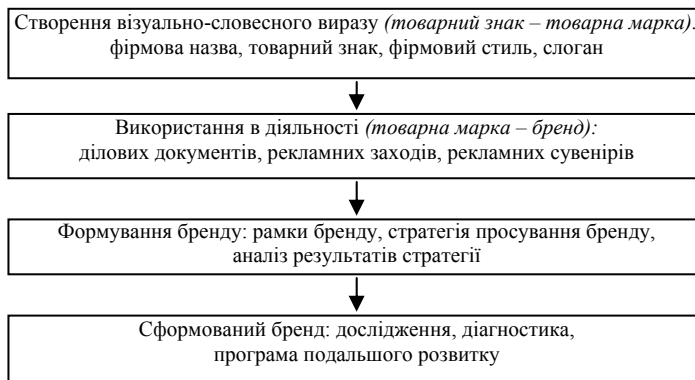 Створення візуально-словесного виразу (товарний знак – товарна марка):
фірмова назва, товарний знак, фірмовий стиль, слоган
Використання в діяльності (товарна марка – бренд):
ділових документів, рекламних заходів, рекламних сувенірів
Формування бренду: рамки бренду, стратегія просування бренду,
аналіз результатів стратегії
Сформований бренд: дослідження, діагностика,
програма подальшого розвитку